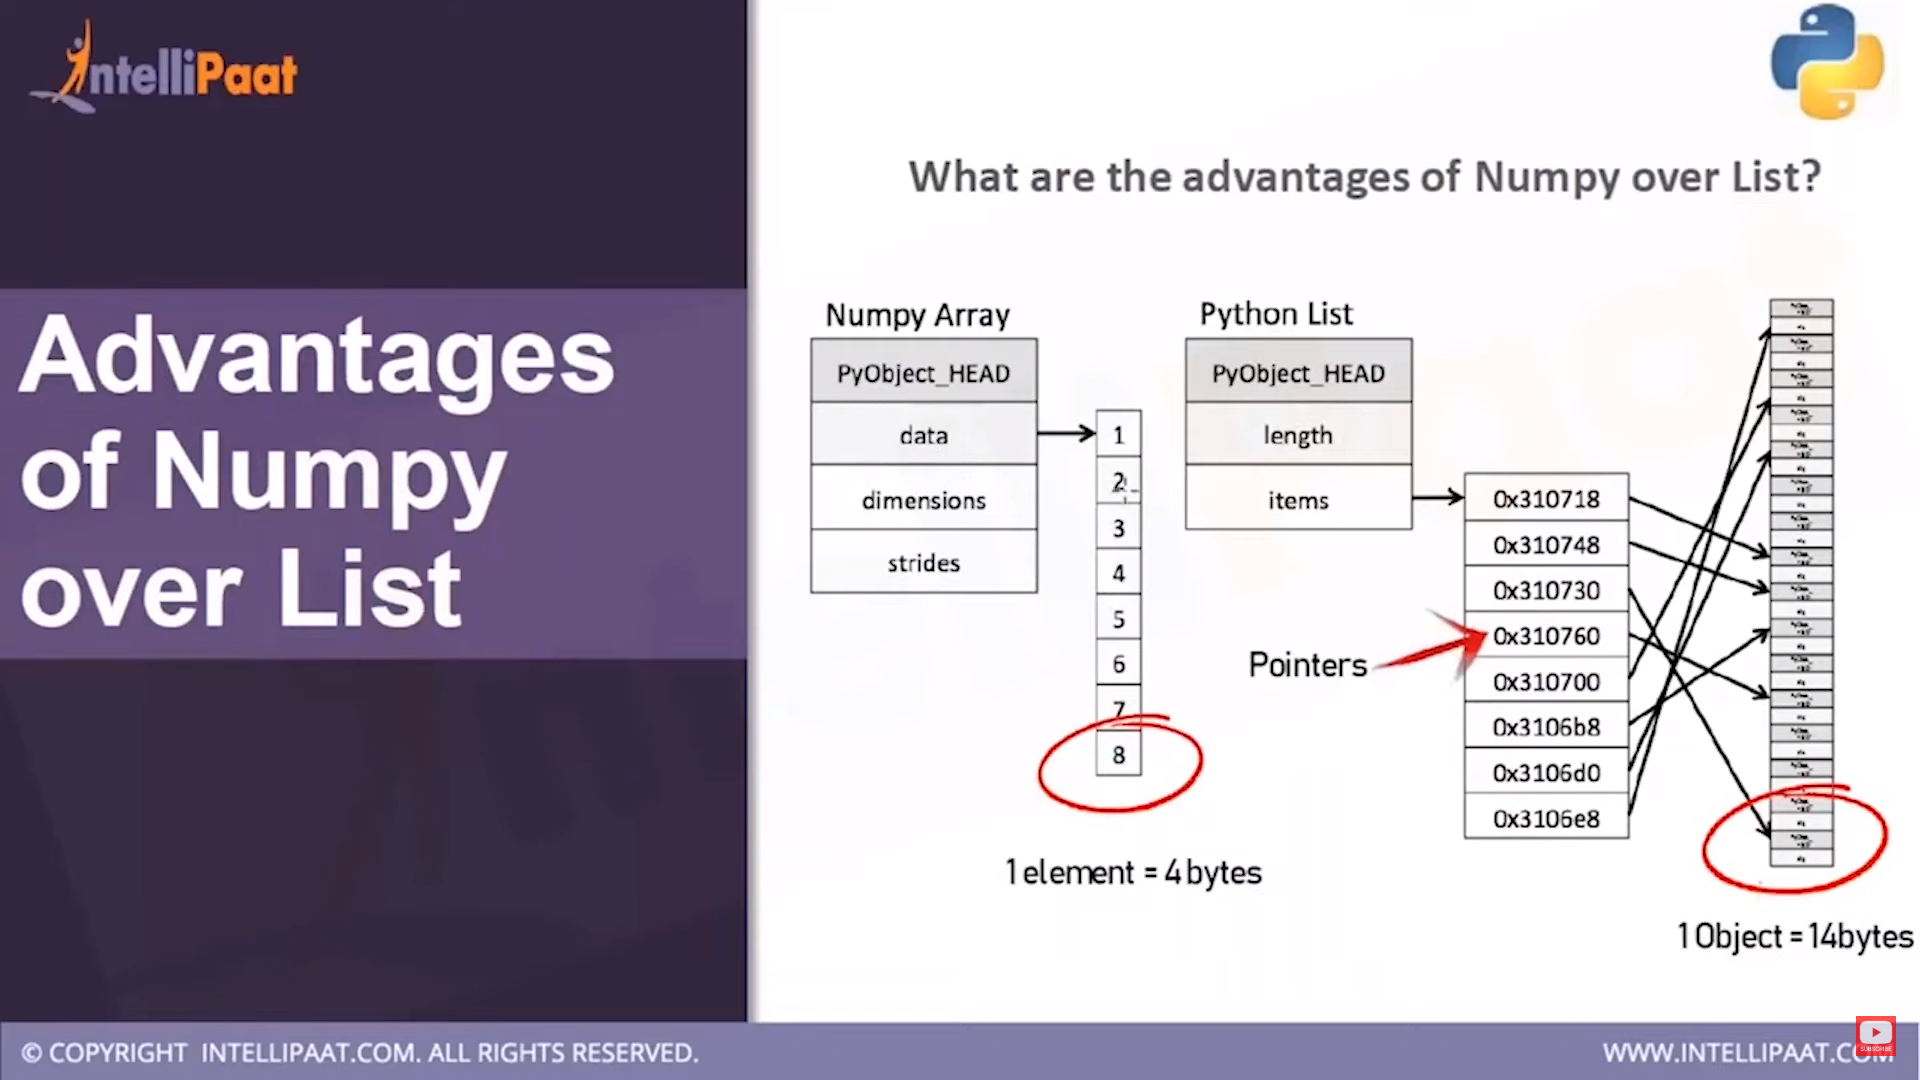 IntelliPaat
What are the advantages of Numpy over List?
Advantages
of Numpy
over List
Numpy Array
PyObject_HEAD
data
dimensions
strides
1
2
3
4
5
6
7
8
1 element = 4 bytes
Python List
PyObject_HEAD
length
items
Pointers
0x310718
0x310748
0x310730
0x310760
0x310700
0x3106b8
0x3106d0
0x3106e8
1 Object = 14bytes
© COPYRIGHT INTELLIPAAT.COM. ALL RIGHTS RESERVED.
WWW.INTELLIPAAT.COM
SUBSCRIBE